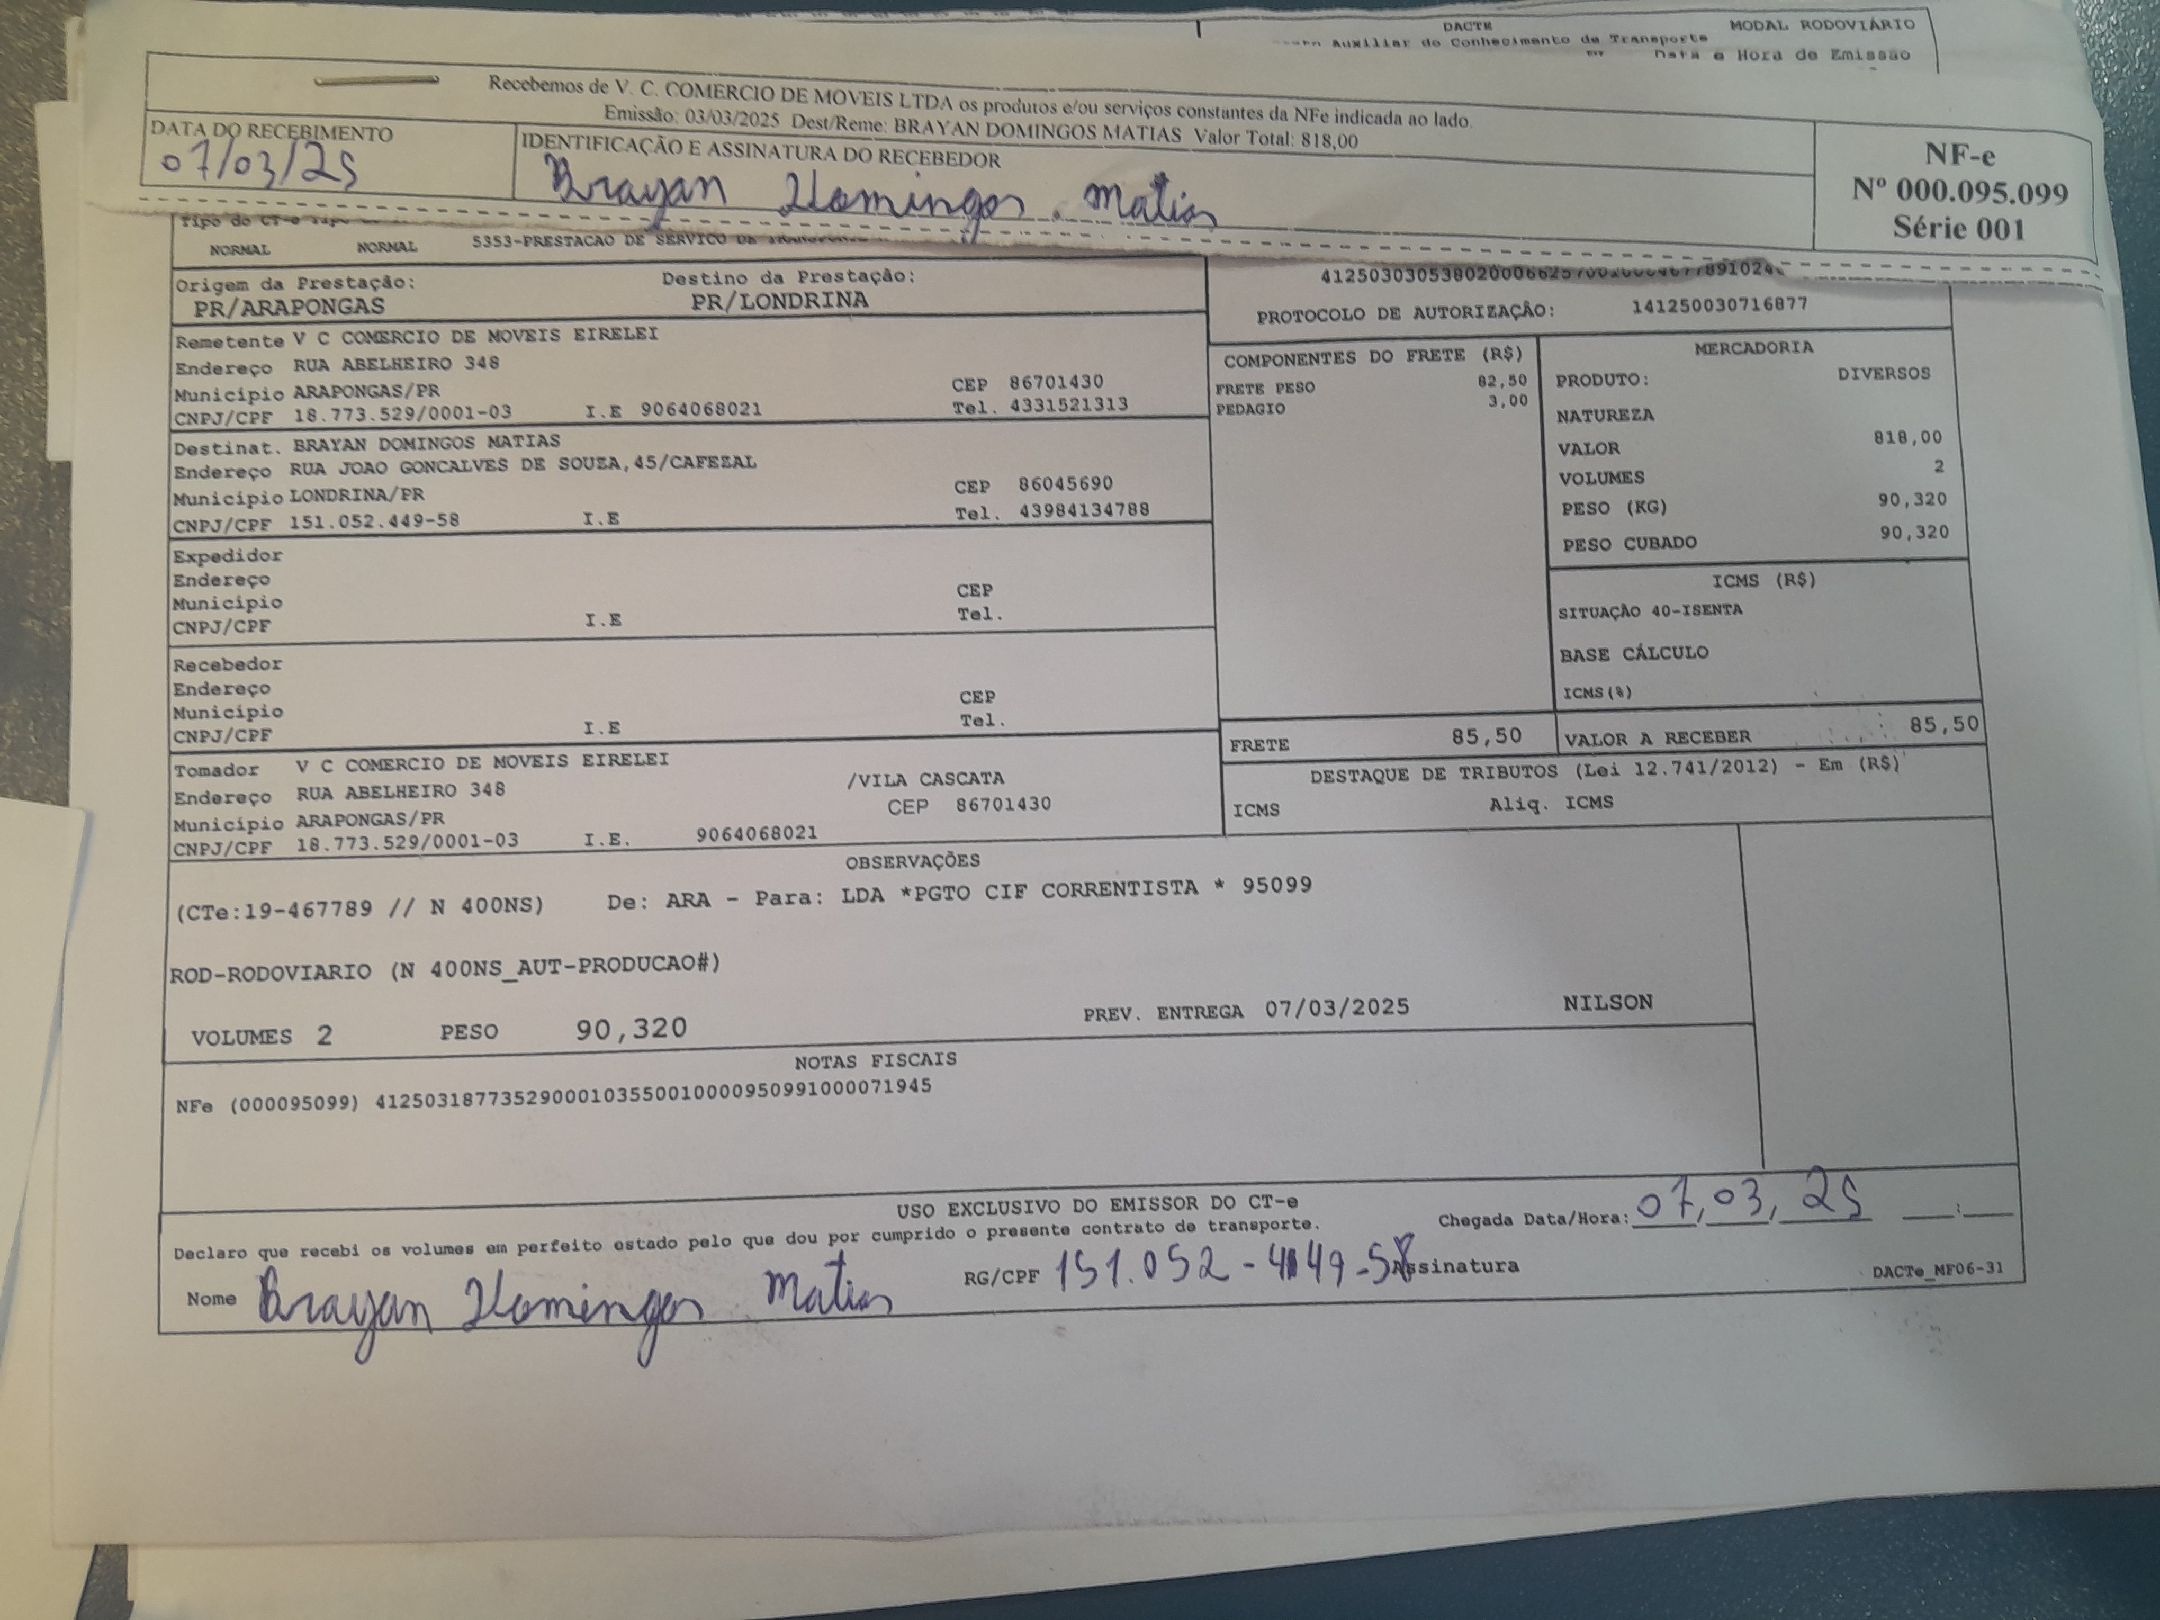 DACTE MODAL RODOVIÁRIO
Auxiliar do Conhecimento de Transporte
Data e Hora de Emissão
Recebemos de V. C. COMERCIO DE MOVEIS LTDA os produtos e/ou serviços constantes da NFe indicada ao lado.
Emissão: 03/03/2025 Dest/Reme: BRAYAN DOMINGOS MATIAS Valor Total: 818,00
DATA DO RECEBIMENTO
07/03/25
IDENTIFICAÇÃO E ASSINATURA DO RECEBEDOR
Brayan Domingos Matias
NF-e
Nº 000.095.099
Série 001
Tipo do CT-e
NORMAL NORMAL 5353-PRESTACAO DE SERVICO DE
Origem da Prestação: Destino da Prestação:
PR/ARAPONGAS PR/LONDRINA
PROTOCOLO DE AUTORIZAÇÃO: 141250030716877
Remetente V C COMERCIO DE MOVEIS EIRELEI
Endereço RUA ABELHEIRO 348
Município ARAPONGAS/PR CEP 86701430
CNPJ/CPF 18.773.529/0001-03 I.E 9064068021 Tel. 4331521313
COMPONENTES DO FRETE (R$)
FRETE PESO 82,50
PEDAGIO 3,00
MERCADORIA
PRODUTO: DIVERSOS
NATUREZA
VALOR 818,00
VOLUMES 2
PESO (KG) 90,320
PESO CUBADO 90,320
Destinat. BRAYAN DOMINGOS MATIAS
Endereço RUA JOAO GONCALVES DE SOUZA,45/CAFEZAL
Município LONDRINA/PR CEP 86045690
CNPJ/CPF 151.052.449-58 I.E Tel. 43984134788
Expedidor
Endereço
Município CEP
CNPJ/CPF I.E Tel.
ICMS (R$)
SITUAÇÃO 40-ISENTA
BASE CÁLCULO
ICMS(%)
Recebedor
Endereço
Município CEP
CNPJ/CPF I.E Tel.
FRETE 85,50 VALOR A RECEBER 85,50
Tomador V C COMERCIO DE MOVEIS EIRELEI
Endereço RUA ABELHEIRO 348 /VILA CASCATA
Município ARAPONGAS/PR CEP 86701430
CNPJ/CPF 18.773.529/0001-03 I.E. 9064068021
DESTAQUE DE TRIBUTOS (Lei 12.741/2012) - Em (R$)
ICMS Aliq. ICMS
OBSERVAÇÕES
(CTe:19-467789 // N 400NS) De: ARA - Para: LDA *PGTO CIF CORRENTISTA * 95099
ROD-RODOVIARIO (N 400NS_AUT-PRODUCAO#)
VOLUMES 2 PESO 90,320 PREV. ENTREGA 07/03/2025 NILSON
NOTAS FISCAIS
NFe (000095099) 41250318773529000103550010000950991000071945
USO EXCLUSIVO DO EMISSOR DO CT-e
Declaro que recebi os volumes em perfeito estado pelo que dou por cumprido o presente contrato de transporte.
Chegada Data/Hora: 07,03,25 :
Nome Brayan Domingos Matias RG/CPF 151.052-449-58 Assinatura
DACTe_MF06-31